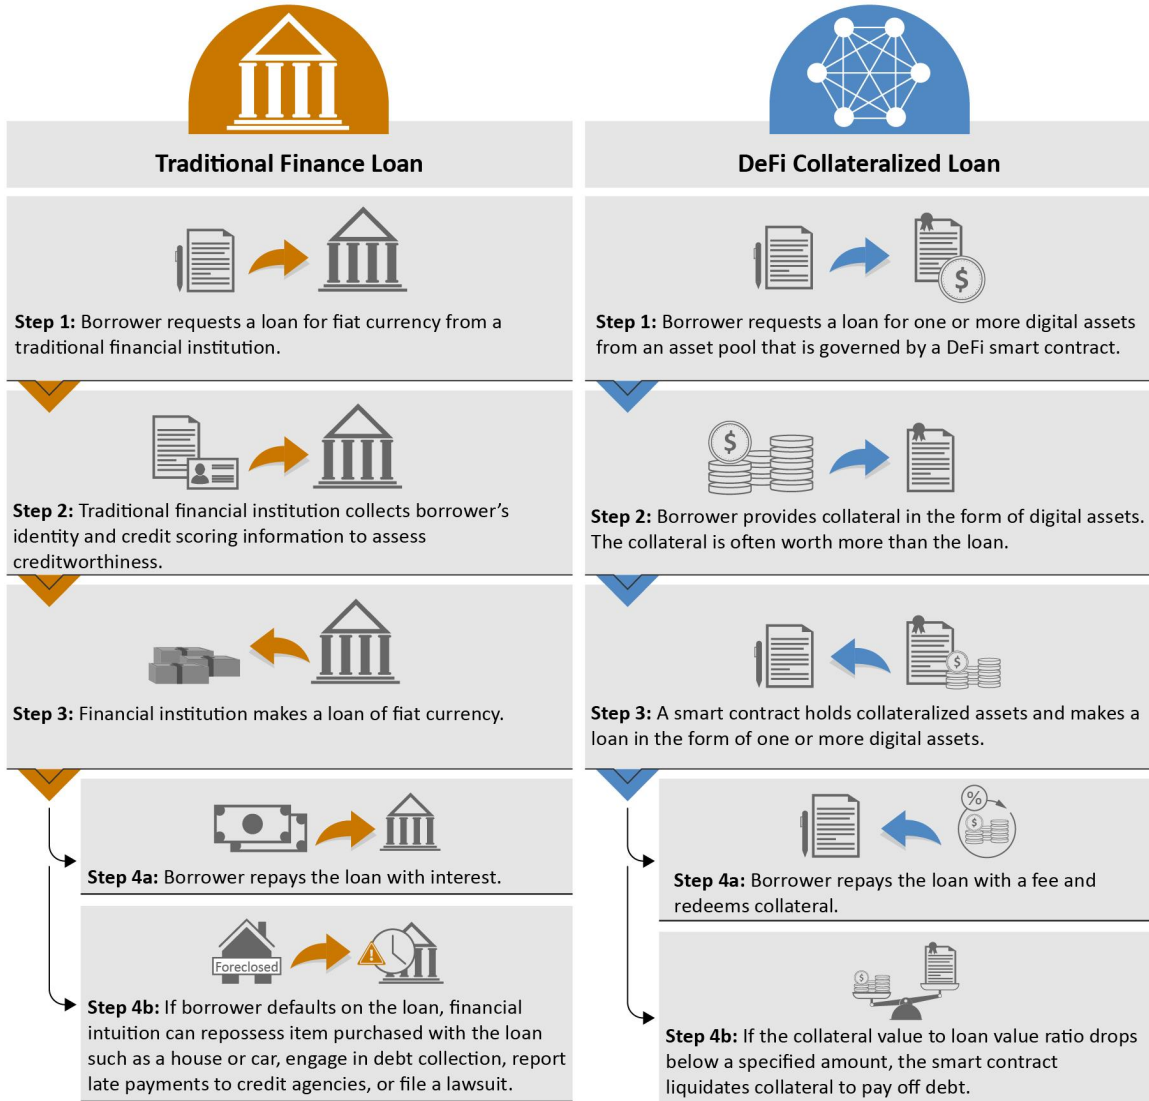 Traditional Finance Loan
Step 1: Borrower requests a loan for fiat currency from a
traditional financial institution.
Step 2: Traditional financial institution collects borrower's
identity and credit scoring information to assess
creditworthiness.
Step 3: Financial institution makes a loan of fiat currency.
Step 4a: Borrower repays the loan with interest.
Foreclosed
Step 4b: If borrower defaults on the loan, financial
intuition can repossess item purchased with the loan
such as a house or car, engage in debt collection, report
late payments to credit agencies, or file a lawsuit.
DeFi Collateralized Loan
$
Step 1: Borrower requests a loan for one or more digital assets
from an asset pool that is governed by a DeFi smart contract.
$
Step 2: Borrower provides collateral in the form of digital assets.
The collateral is often worth more than the loan.
$
Step 3: A smart contract holds collateralized assets and makes a
loan in the form of one or more digital assets.
%
$
Step 4a: Borrower repays the loan with a fee and
redeems collateral.
$
Step 4b: If the collateral value to loan value ratio drops
below a specified amount, the smart contract
liquidates collateral to pay off debt.